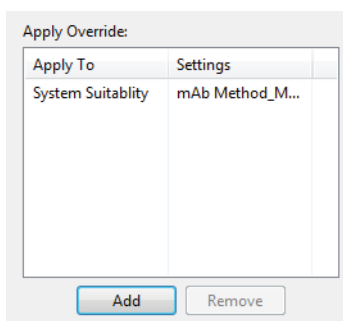 Apply Override:
Apply To Settings
System Suitablity mAb Method_M...
Add Remove